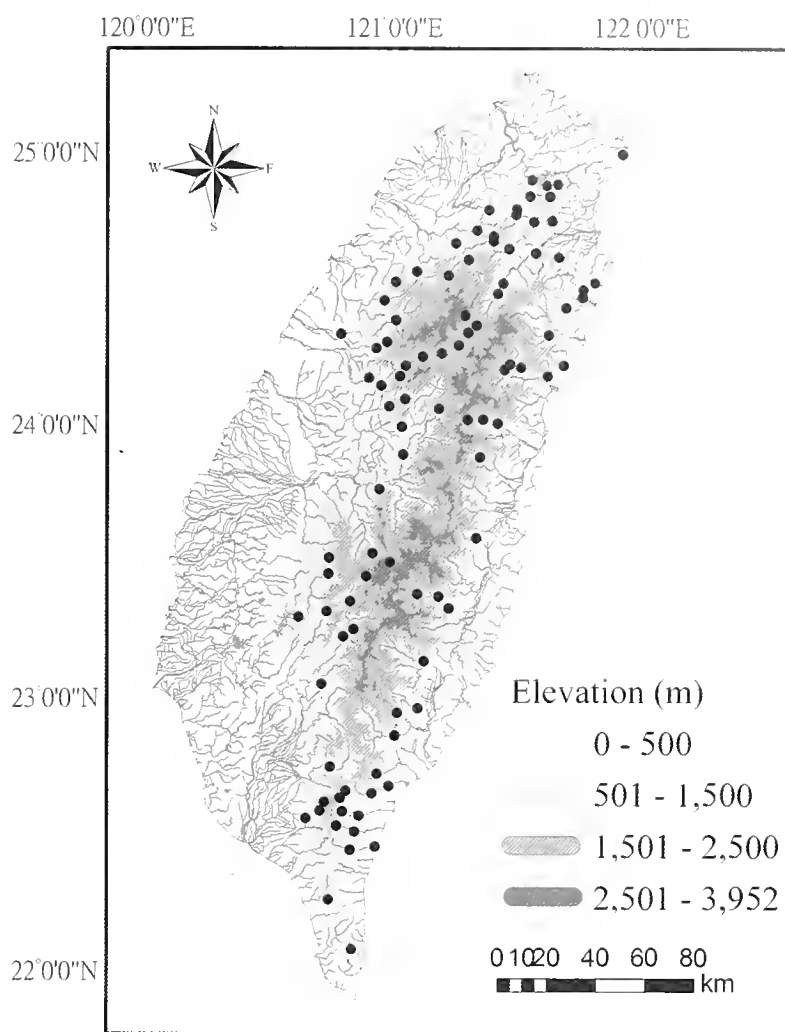 120°0'0"E 121°0'0"E 122°0'0"E
N
W F
S
25°0'0"N
24°0'0"N
23°0'0"N
22°0'0"N
Elevation (m)
0 - 500
501 - 1,500
1,501 - 2,500
2,501 - 3,952
0 10 20 40 60 80
km